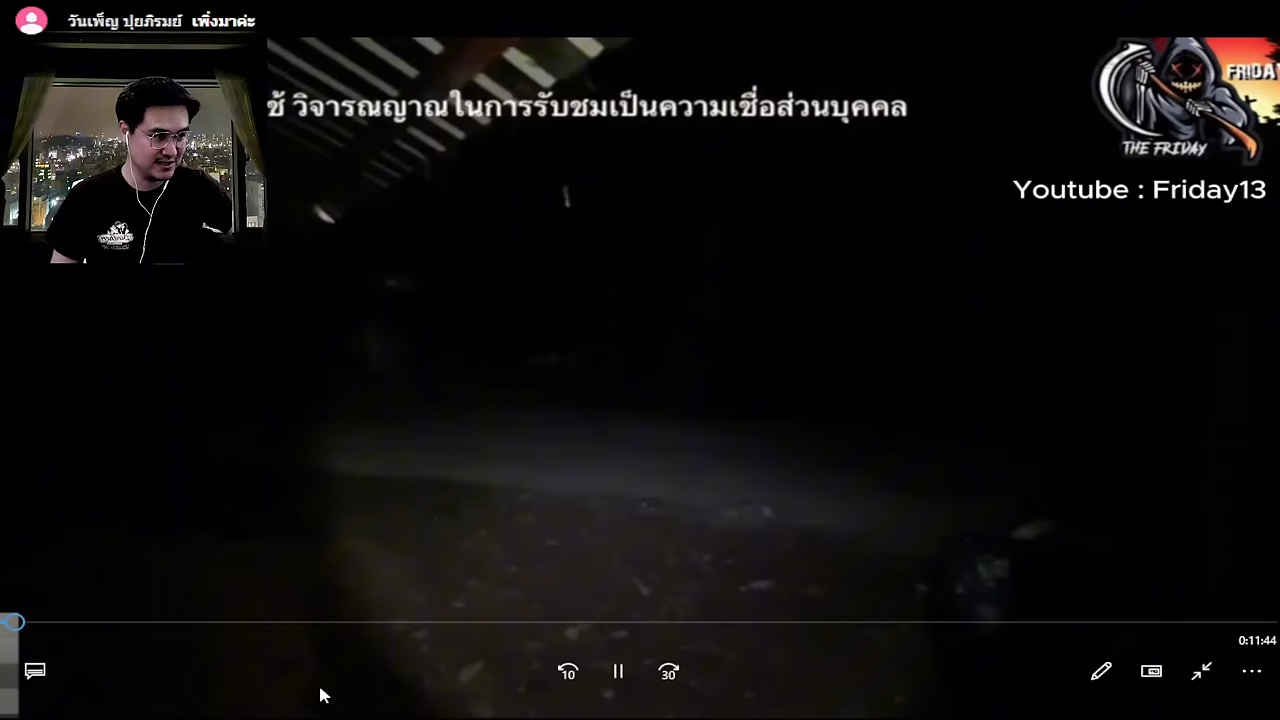 วันเพ็ญ ปุยภิรมย์ เพิ่งมาค่ะ
FRIDA
ช้ วิจารณญาณในการรับชมเป็นความเชื่อส่วนบุคคล
THE FRIDAY
Youtube : Friday13
0:11:44
10
30